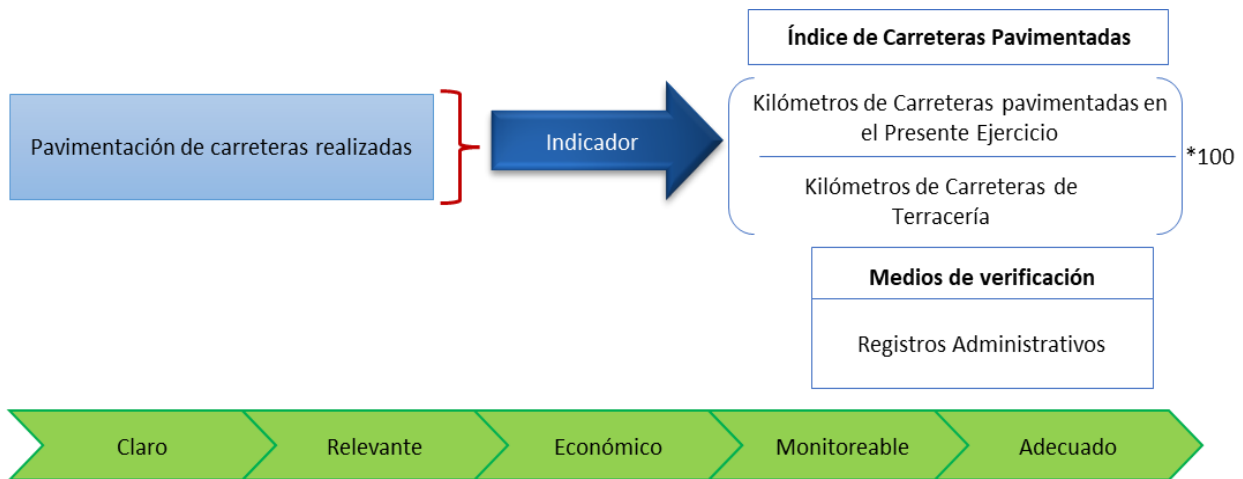 Índice de Carreteras Pavimentadas
Pavimentación de carreteras realizadas
Indicador
Kilómetros de Carreteras pavimentadas en
el Presente Ejercicio
*100
Kilómetros de Carreteras de
Terracería
Medios de verificación
Registros Administrativos
Claro
Relevante
Económico
Monitoreable
Adecuado